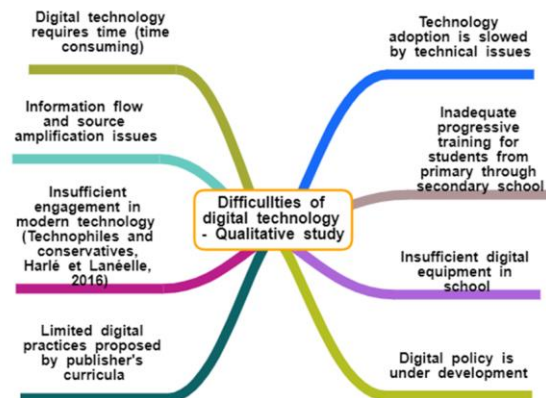 Digital technology
requires time (time
consuming)
Information flow
and source
amplification issues
Insufficient
engagement in
modern technology
(Technophiles and
conservatives,
Harlé et Lanéelle,
2016)
Limited digital
practices proposed
by publisher's
curricula
Difficullties of
digital technology
- Qualitative study
Technology
adoption is slowed
by technical issues
Inadequate
progressive
training for
students from
primary through
secondary school
Insufficient digital
equipment in
school
Digital policy is
under development